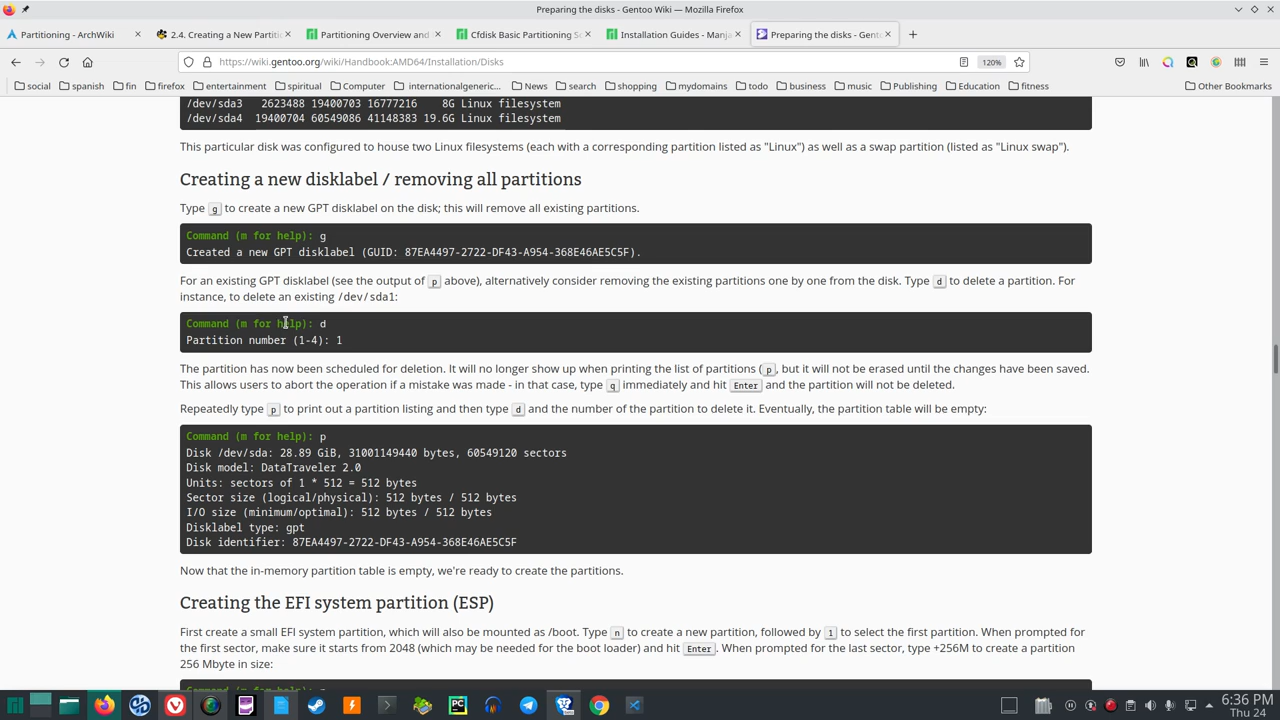 Preparing the disks - Gentoo Wiki — Mozilla Firefox
Partitioning - ArchWiki
2.4. Creating a New Partiti
Partitioning Overview and
Cfdisk Basic Partitioning S
Installation Guides - Manja
Preparing the disks - Gent
https://wiki.gentoo.org/wiki/Handbook:AMD64/Installation/Disks
120%
social spanish fin firefox entertainment spiritual Computer internationalgeneric... News search shopping mydomains todo business music Publishing Education fitness Other Bookmarks
/dev/sda3 2623488 19400703 16777216 8G Linux filesystem
/dev/sda4 19400704 60549086 41148383 19.6G Linux filesystem
This particular disk was configured to house two Linux filesystems (each with a corresponding partition listed as "Linux") as well as a swap partition (listed as "Linux swap").
Creating a new disklabel / removing all partitions
Type g to create a new GPT disklabel on the disk; this will remove all existing partitions.
Command (m for help): g
Created a new GPT disklabel (GUID: 87EA4497-2722-DF43-A954-368E46AE5C5F).
For an existing GPT disklabel (see the output of p above), alternatively consider removing the existing partitions one by one from the disk. Type d to delete a partition. For
instance, to delete an existing /dev/sda1:
Command (m for help): d
Partition number (1-4): 1
The partition has now been scheduled for deletion. It will no longer show up when printing the list of partitions (p, but it will not be erased until the changes have been saved.
This allows users to abort the operation if a mistake was made - in that case, type q immediately and hit Enter and the partition will not be deleted.
Repeatedly type p to print out a partition listing and then type d and the number of the partition to delete it. Eventually, the partition table will be empty:
Command (m for help): p
Disk /dev/sda: 28.89 GiB, 31001149440 bytes, 60549120 sectors
Disk model: DataTraveler 2.0
Units: sectors of 1 * 512 = 512 bytes
Sector size (logical/physical): 512 bytes / 512 bytes
I/O size (minimum/optimal): 512 bytes / 512 bytes
Disklabel type: gpt
Disk identifier: 87EA4497-2722-DF43-A954-368E46AE5C5F
Now that the in-memory partition table is empty, we're ready to create the partitions.
Creating the EFI system partition (ESP)
First create a small EFI system partition, which will also be mounted as /boot. Type n to create a new partition, followed by 1 to select the first partition. When prompted for
the first sector, make sure it starts from 2048 (which may be needed for the boot loader) and hit Enter. When prompted for the last sector, type +256M to create a partition
256 Mbyte in size:
6:36 PM
Thu 24